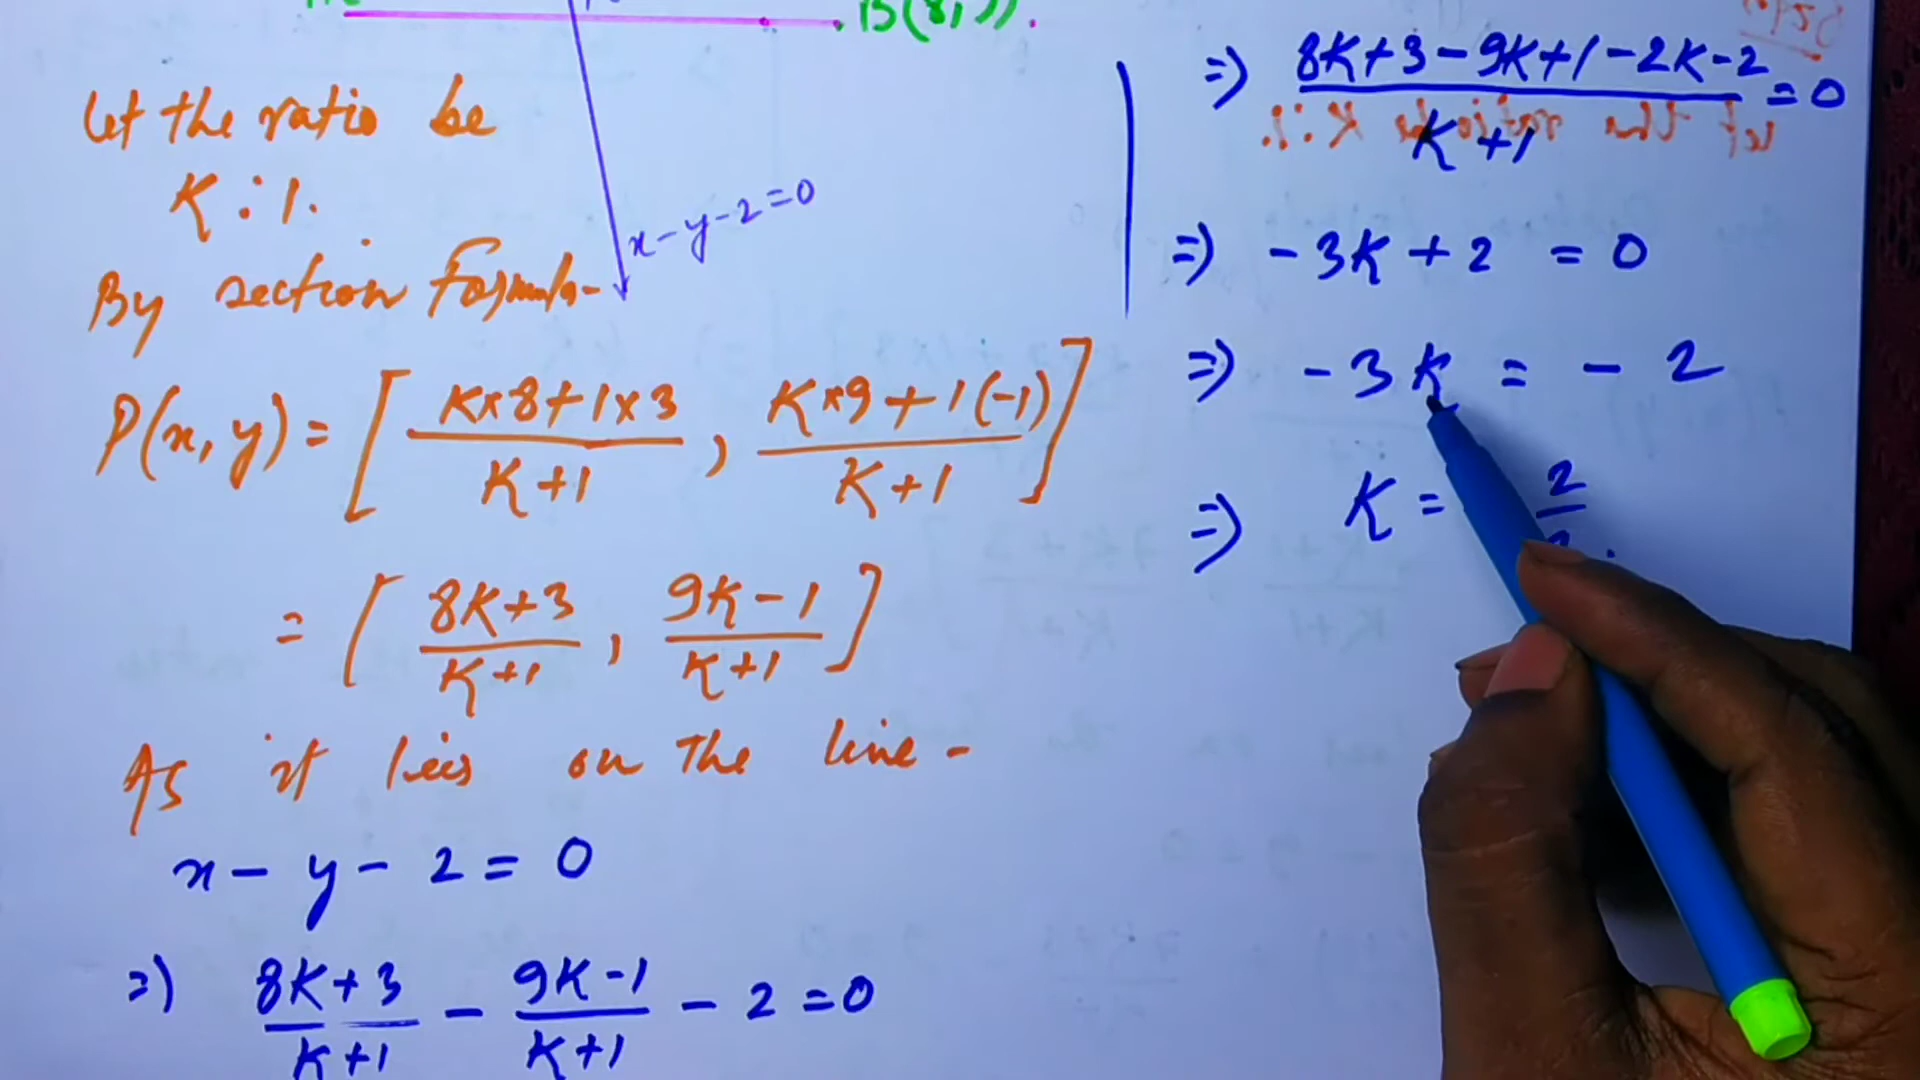 B(8,
x-y-2=0
Let the ratio be
K:1.
By section formula-
P(x,y)= [ K×8+1×3 / K+1 , K×9+1(-1) / K+1 ]
= [ 8K+3 / K+1 , 9K-1 / K+1 ]
As it lies on the line-
x-y-2=0
=) 8K+3 / K+1 - 9K-1 / K+1 -2=0
=) 8K+3-9K+1-2K-2 / K+1 =0
=) -3K+2=0
=) -3K=-2
=) K= 2 /